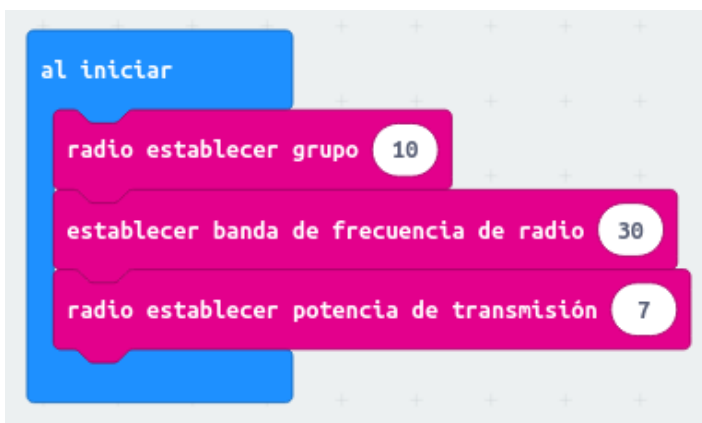 al iniciar
radio establecer grupo 10
establecer banda de frecuencia de radio 30
radio establecer potencia de transmisión 7